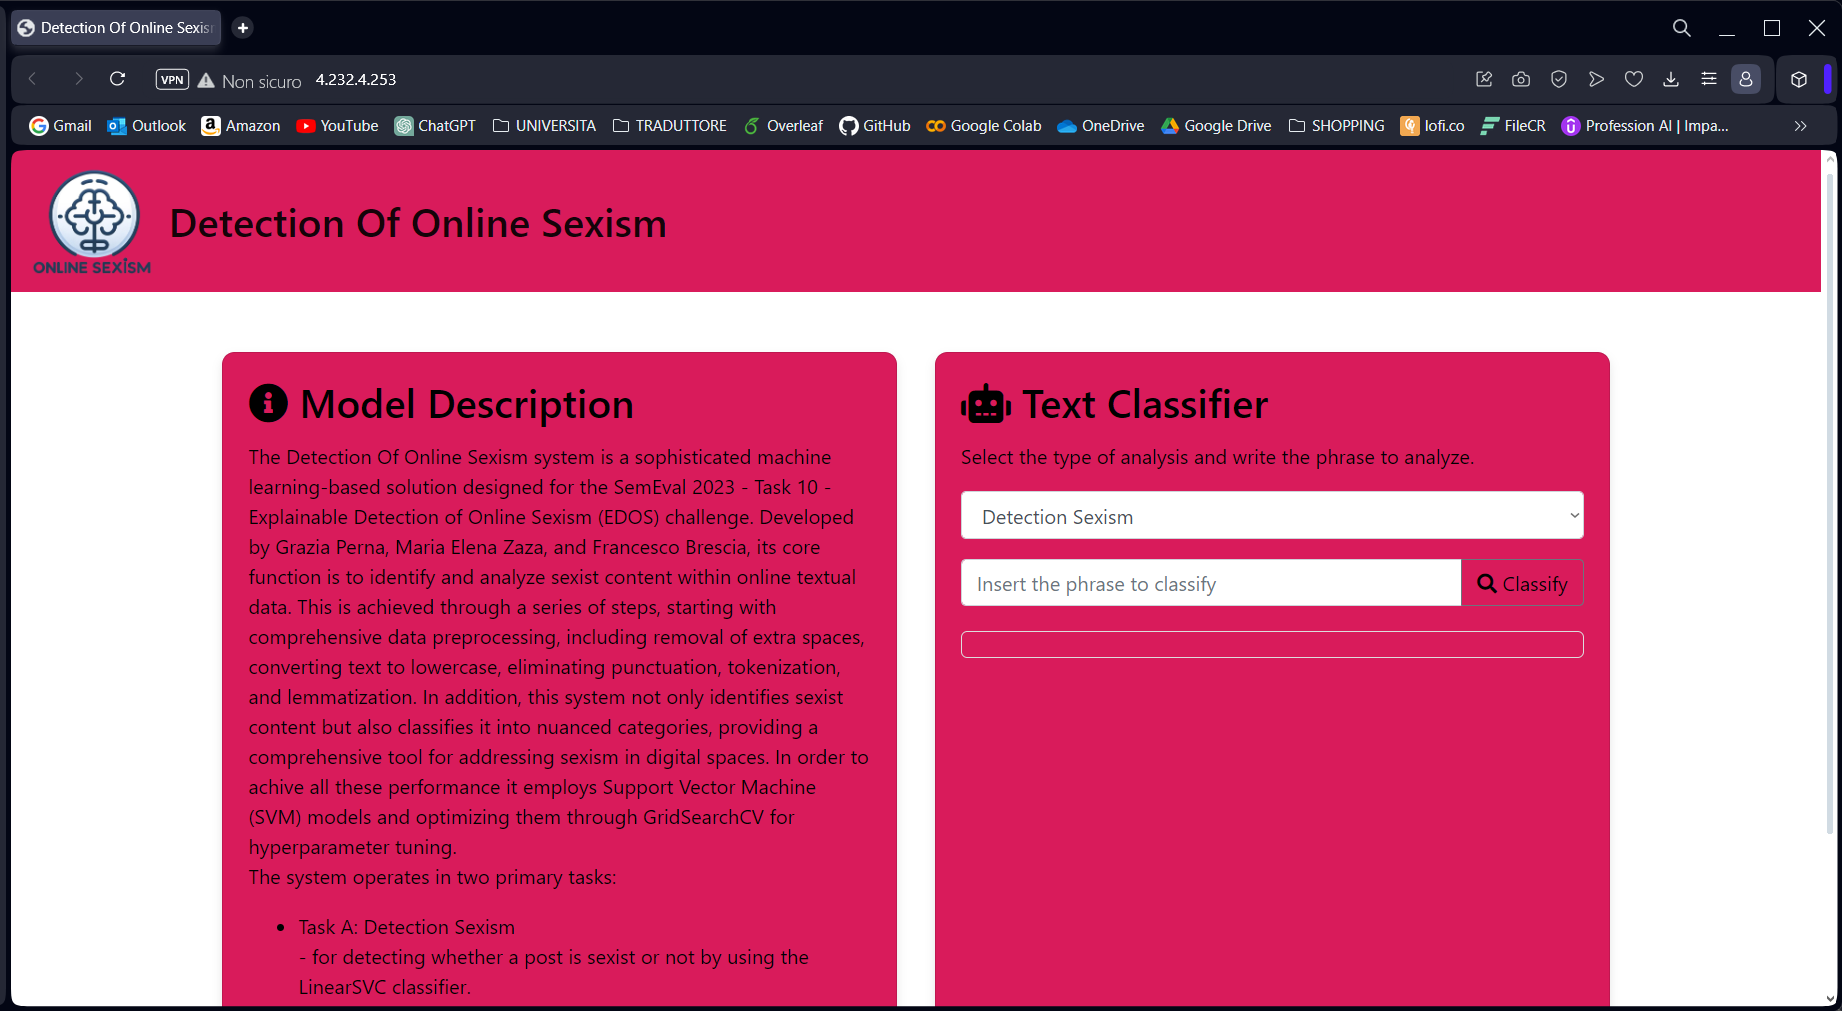 Detection Of Online Sexis
VPN Non sicuro 4.232.4.253
Gmail Outlook Amazon YouTube ChatGPT UNIVERSITA TRADUTTORE Overleaf GitHub Google Colab OneDrive Google Drive SHOPPING lofi.co FileCR Profession AI | Impa...
ONLINE SEXISM
Detection Of Online Sexism
Model Description
The Detection Of Online Sexism system is a sophisticated machine
learning-based solution designed for the SemEval 2023 - Task 10 -
Explainable Detection of Online Sexism (EDOS) challenge. Developed
by Grazia Perna, Maria Elena Zaza, and Francesco Brescia, its core
function is to identify and analyze sexist content within online textual
data. This is achieved through a series of steps, starting with
comprehensive data preprocessing, including removal of extra spaces,
converting text to lowercase, eliminating punctuation, tokenization,
and lemmatization. In addition, this system not only identifies sexist
content but also classifies it into nuanced categories, providing a
comprehensive tool for addressing sexism in digital spaces. In order to
achive all these performance it employs Support Vector Machine
(SVM) models and optimizing them through GridSearchCV for
hyperparameter tuning.
The system operates in two primary tasks:
• Task A: Detection Sexism
- for detecting whether a post is sexist or not by using the
LinearSVC classifier.
Text Classifier
Select the type of analysis and write the phrase to analyze.
Detection Sexism
Insert the phrase to classify
Classify